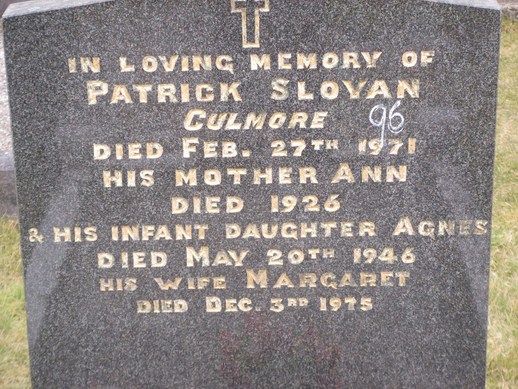 IN LOVING MEMORY OF
PATRICK SLOYAN
CULMORE
96
DIED FEB. 27TH 1971
HIS MOTHER ANN
DIED 1926
& HIS INFANT DAUGHTER AGNES
DIED MAY 20TH 1946
HIS WIFE MARGARET
DIED DEC. 3RD 1975